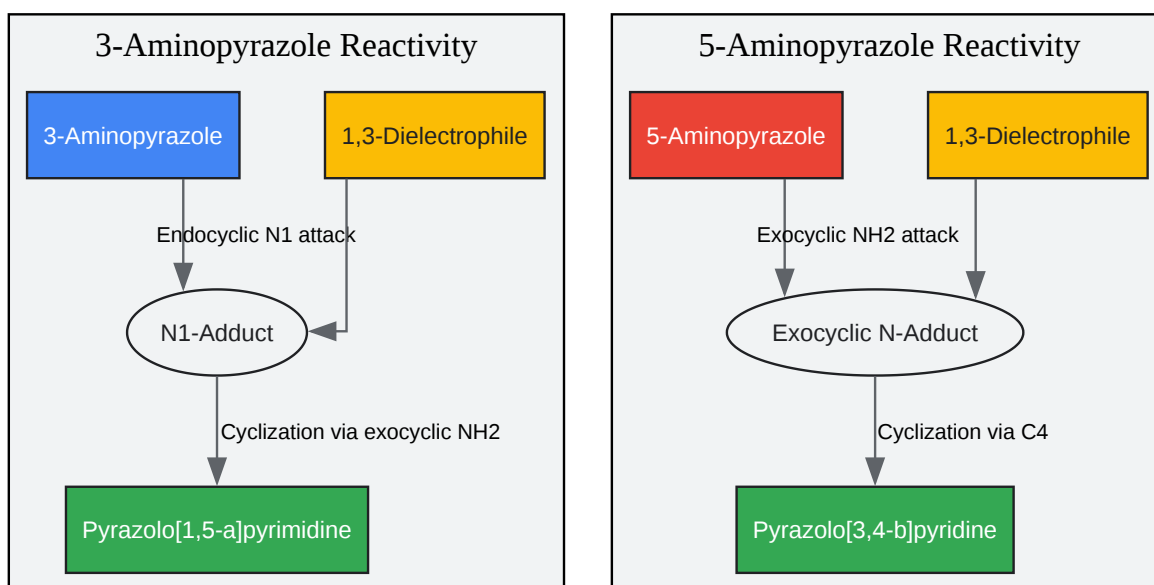 3-Aminopyrazole Reactivity
3-Aminopyrazole
1,3-Dielectrophile
Endocyclic N1 attack
N1-Adduct
Cyclization via exocyclic NH2
Pyrazolo[1,5-a]pyrimidine
5-Aminopyrazole Reactivity
5-Aminopyrazole
1,3-Dielectrophile
Exocyclic NH2 attack
Exocyclic N-Adduct
Cyclization via C4
Pyrazolo[3,4-b]pyridine